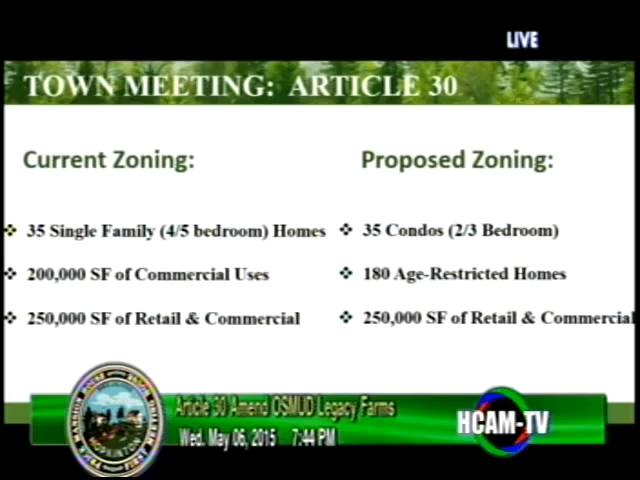 LIVE
TOWN MEETING: ARTICLE 30
Current Zoning:
Proposed Zoning:
❖ 35 Single Family (4/5 bedroom) Homes
❖ 35 Condos (2/3 Bedroom)
❖ 200,000 SF of Commercial Uses
❖ 180 Age-Restricted Homes
❖ 250,000 SF of Retail & Commercial
❖ 250,000 SF of Retail & Commercial
Article 30 Amend OSMUD Legacy Farms
Wed. May 06, 2015 7:44 PM
HCAM-TV
HOPKINTON